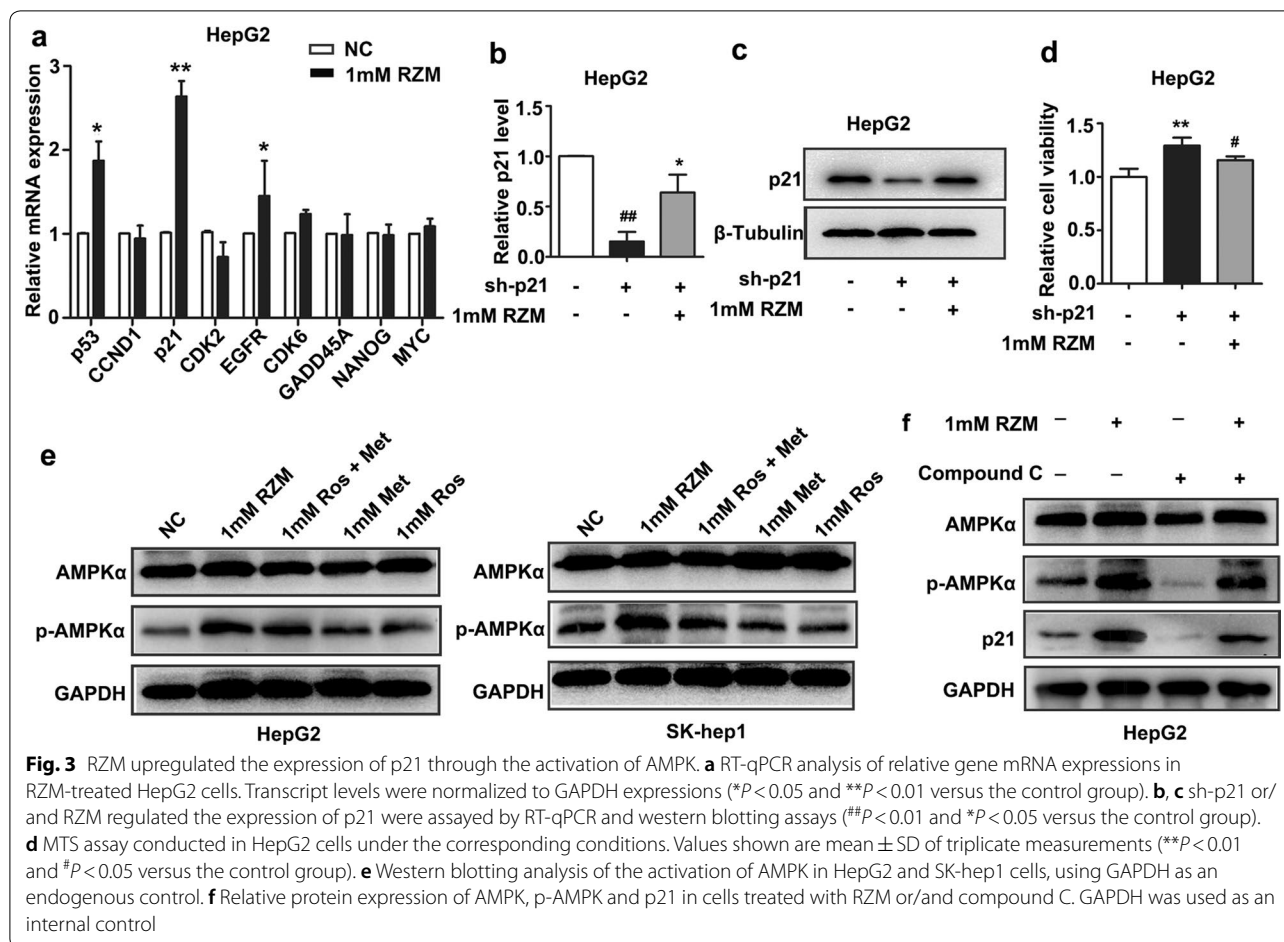 a
HepG2
NC
1mM RZM
Relative mRNA expression
3
2
1
0
*
**
*
p53
CCND1
p21
CDK2
EGFR
CDK6
GADD45A
NANOG
MYC
b
HepG2
Relative p21 level
1.5
1.0
0.5
0.0
##
*
sh-p21 - + +
1mM RZM - - +
c
HepG2
p21
β-Tubulin
sh-p21 - + +
1mM RZM - - +
d
HepG2
Relative cell viability
1.5
1.0
0.5
0.0
**
#
sh-p21 - + +
1mM RZM - - +
e
NC
1mM RZM
1mM Ros + Met
1mM Met
1mM Ros
AMPKα
p-AMPKα
GAPDH
HepG2
NC
1mM RZM
1mM Ros + Met
1mM Met
1mM Ros
AMPKα
p-AMPKα
GAPDH
SK-hep1
f
1mM RZM – + – +
Compound C – – + +
AMPKα
p-AMPKα
p21
GAPDH
HepG2
Fig. 3 RZM upregulated the expression of p21 through the activation of AMPK. a RT-qPCR analysis of relative gene mRNA expressions in
RZM-treated HepG2 cells. Transcript levels were normalized to GAPDH expressions (*P < 0.05 and **P < 0.01 versus the control group). b, c sh-p21 or/
and RZM regulated the expression of p21 were assayed by RT-qPCR and western blotting assays (##P < 0.01 and *P < 0.05 versus the control group).
d MTS assay conducted in HepG2 cells under the corresponding conditions. Values shown are mean ± SD of triplicate measurements (**P < 0.01
and #P < 0.05 versus the control group). e Western blotting analysis of the activation of AMPK in HepG2 and SK-hep1 cells, using GAPDH as an
endogenous control. f Relative protein expression of AMPK, p-AMPK and p21 in cells treated with RZM or/and compound C. GAPDH was used as an
internal control